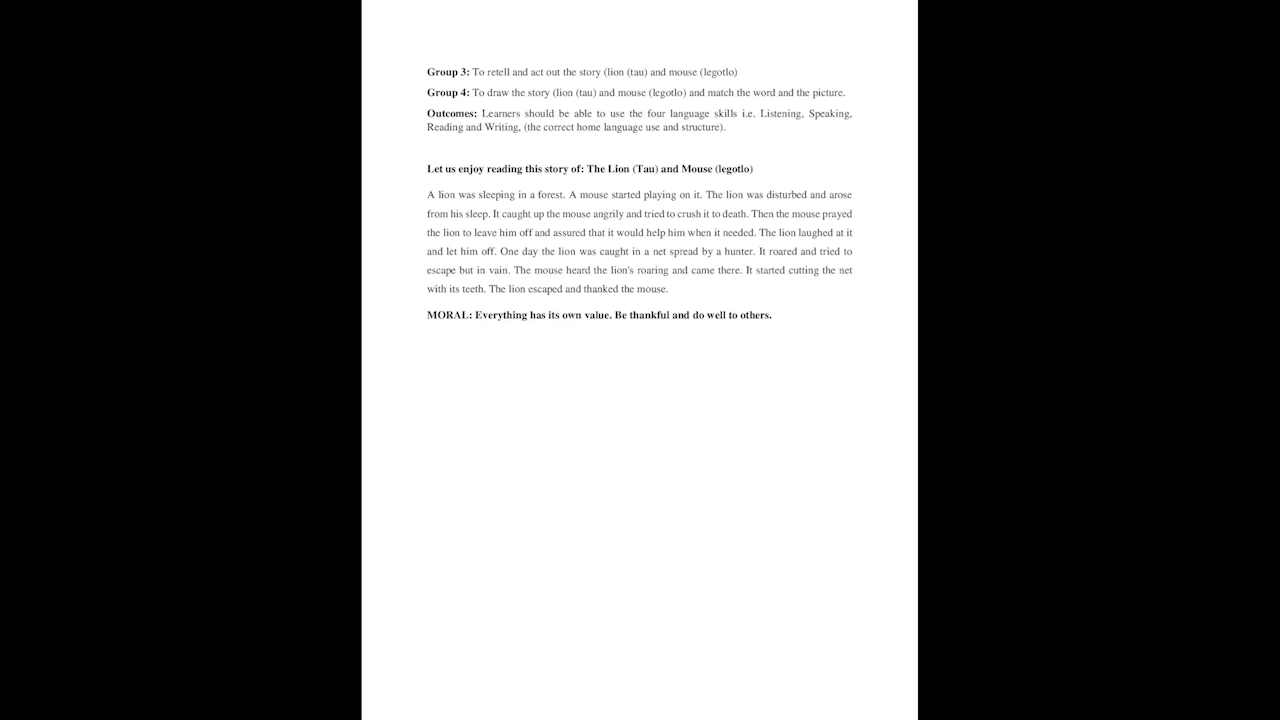 Group 3: To retell and act out the story (lion (tau) and mouse (legotlo)
Group 4: To draw the story (lion (tau) and mouse (legotlo) and match the word and the picture.
Outcomes: Learners should be able to use the four language skills i.e. Listening, Speaking,
Reading and Writing, (the correct home language use and structure).
Let us enjoy reading this story of: The Lion (Tau) and Mouse (legotlo)
A lion was sleeping in a forest. A mouse started playing on it. The lion was disturbed and arose
from his sleep. It caught up the mouse angrily and tried to crush it to death. Then the mouse prayed
the lion to leave him off and assured that it would help him when it needed. The lion laughed at it
and let him off. One day the lion was caught in a net spread by a hunter. It roared and tried to
escape but in vain. The mouse heard the lion's roaring and came there. It started cutting the net
with its teeth. The lion escaped and thanked the mouse.
MORAL: Everything has its own value. Be thankful and do well to others.